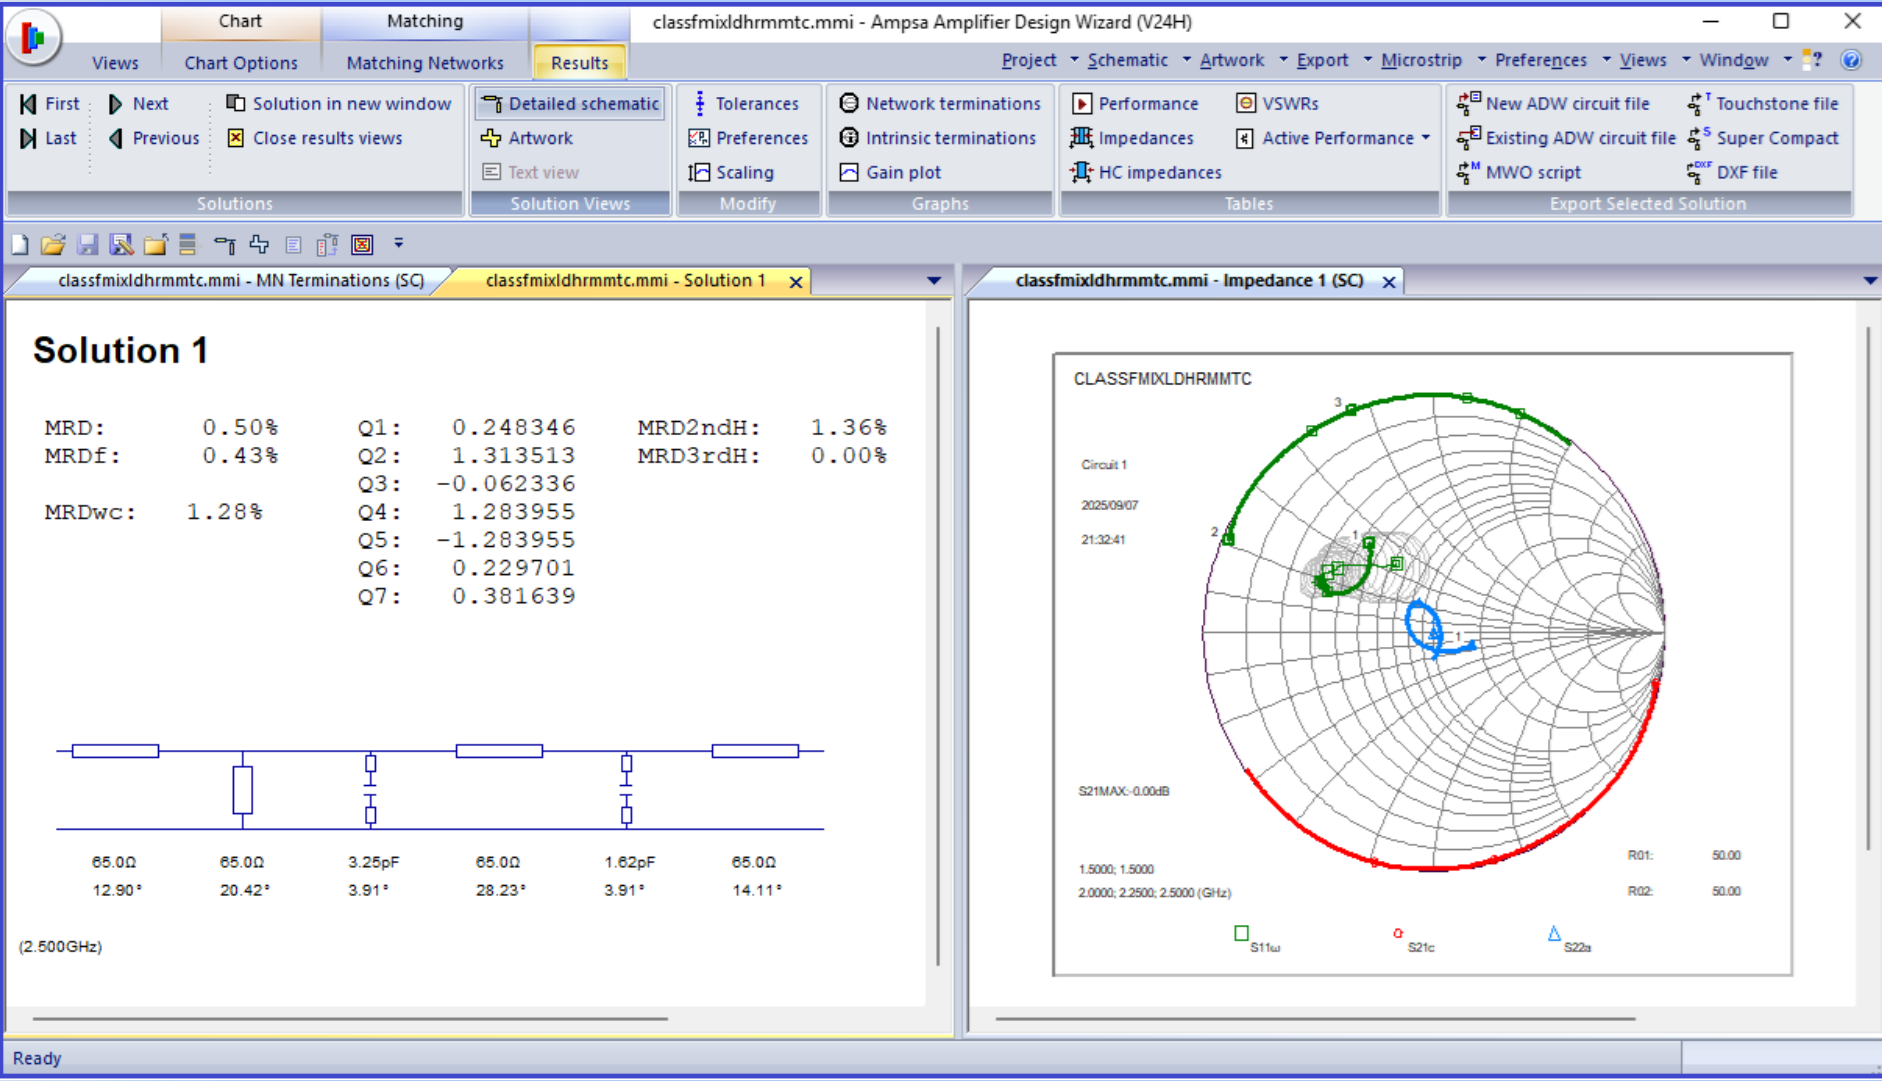 Chart
Matching
classfmixldhrmmtc.mmi - Ampsa Amplifier Design Wizard (V24H)
Views
Chart Options
Matching Networks
Results
Project
Schematic
Artwork
Export
Microstrip
Preferences
Views
Window
First
Next
Solution in new window
Last
Previous
Close results views
Solutions
Detailed schematic
Artwork
Text view
Solution Views
Tolerances
Preferences
Scaling
Modify
Network terminations
Intrinsic terminations
Gain plot
Graphs
Performance
VSWRs
Impedances
Active Performance
HC impedances
Tables
New ADW circuit file
Touchstone file
Existing ADW circuit file
Super Compact
MWO script
DXF file
Export Selected Solution
classfmixldhrmmtc.mmi - MN Terminations (SC)
classfmixldhrmmtc.mmi - Solution 1
classfmixldhrmmtc.mmi - Impedance 1 (SC)
Solution 1
MRD: 0.50% Q1: 0.248346 MRD2ndH: 1.36%
MRDf: 0.43% Q2: 1.313513 MRD3rdH: 0.00%
Q3: -0.062336
MRDwc: 1.28% Q4: 1.283955
Q5: -1.283955
Q6: 0.229701
Q7: 0.381639
65.0Ω 65.0Ω 3.25pF 65.0Ω 1.62pF 65.0Ω
12.90° 20.42° 3.91° 28.23° 3.91° 14.11°
(2.500GHz)
CLASSFMIXLDHRMMTC
3
Circuit 1
2025/09/07
2
1
21:32:41
1
S21MAX:-0.00dB
R01: 50.00
1.5000; 1.5000
2.0000; 2.2500; 2.5000 (GHz)
R02: 50.00
S11ω
S21c
S22a
Ready